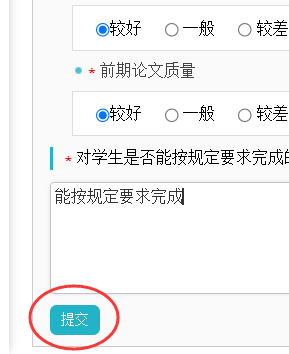 较好 一般 较差
* 前期论文质量
较好 一般 较差
* 对学生是否能按规定要求完成
能按规定要求完成
提交